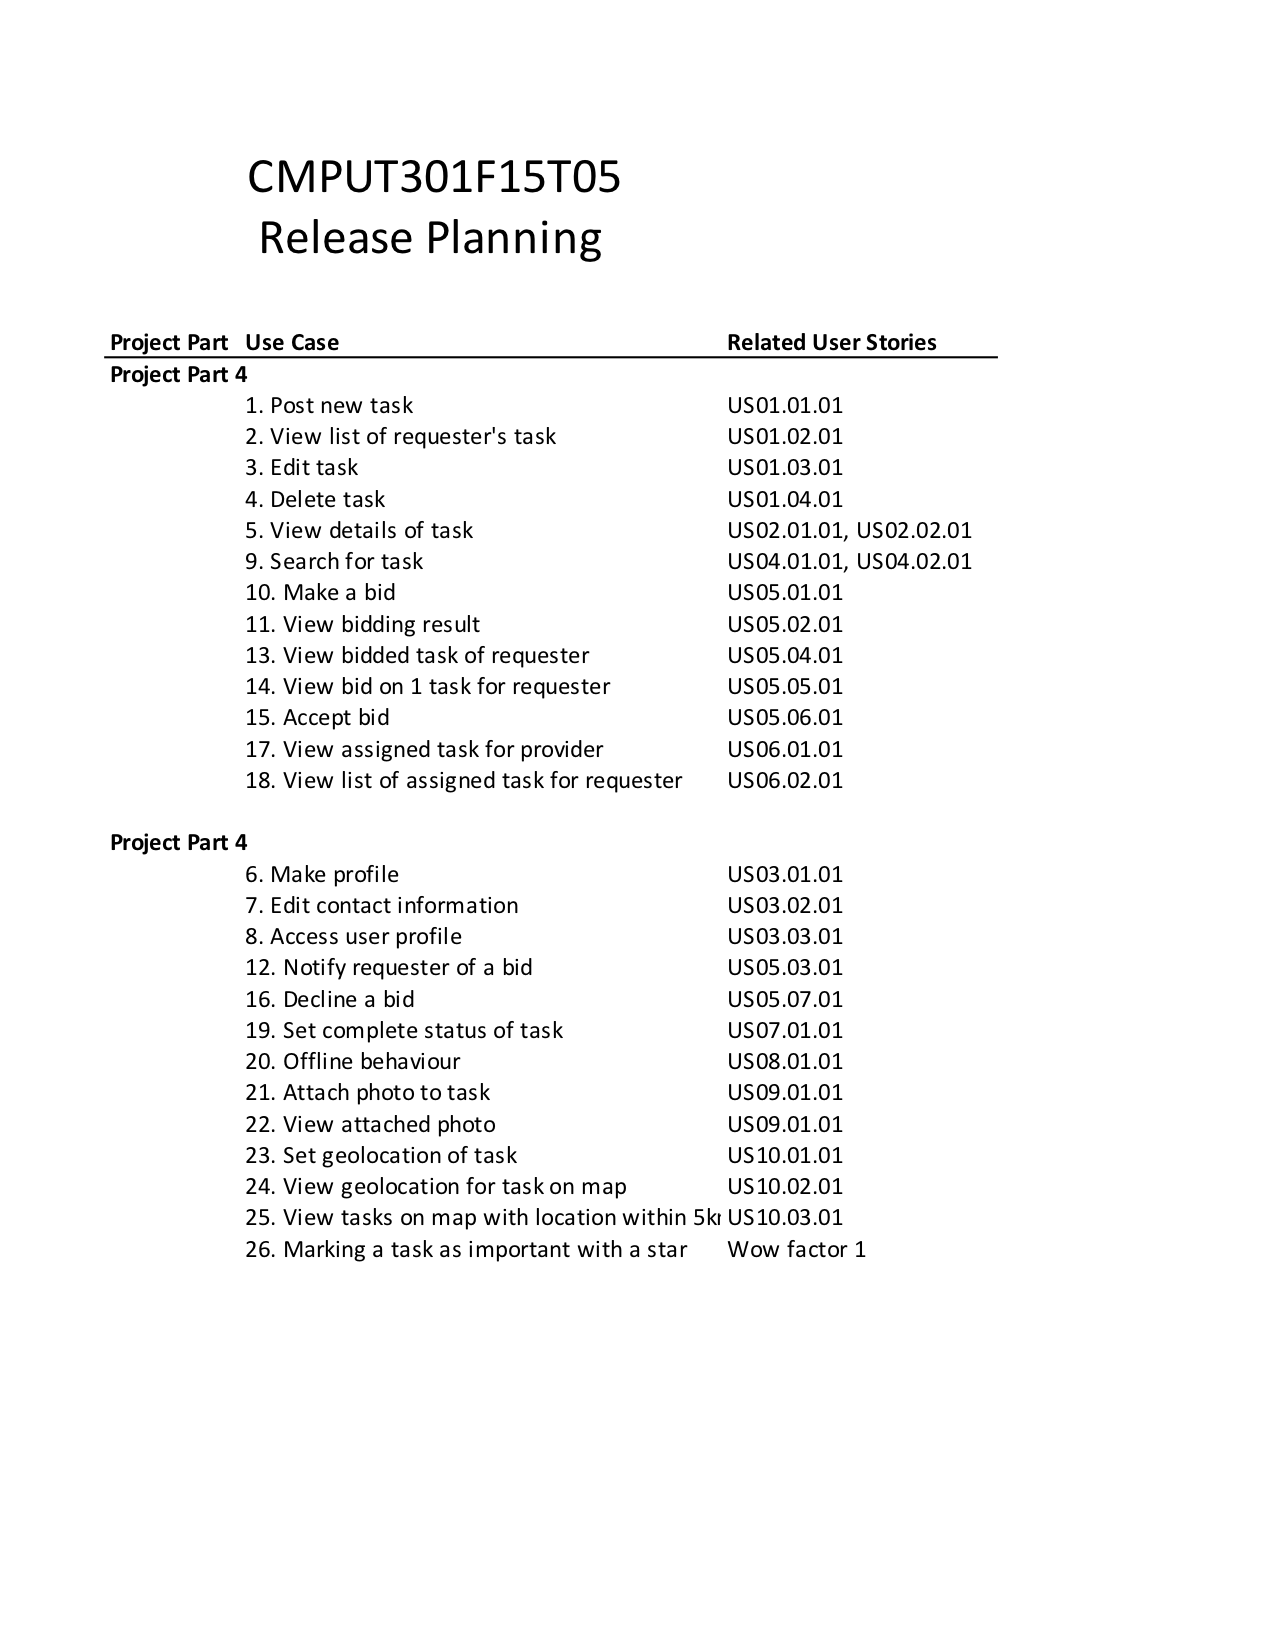 CMPUT301F15T05
Release Planning
Project Part Use Case Related User Stories
Project Part 4
1. Post new task US01.01.01
2. View list of requester's task US01.02.01
3. Edit task US01.03.01
4. Delete task US01.04.01
5. View details of task US02.01.01, US02.02.01
9. Search for task US04.01.01, US04.02.01
10. Make a bid US05.01.01
11. View bidding result US05.02.01
13. View bidded task of requester US05.04.01
14. View bid on 1 task for requester US05.05.01
15. Accept bid US05.06.01
17. View assigned task for provider US06.01.01
18. View list of assigned task for requester US06.02.01
Project Part 4
6. Make profile US03.01.01
7. Edit contact information US03.02.01
8. Access user profile US03.03.01
12. Notify requester of a bid US05.03.01
16. Decline a bid US05.07.01
19. Set complete status of task US07.01.01
20. Offline behaviour US08.01.01
21. Attach photo to task US09.01.01
22. View attached photo US09.01.01
23. Set geolocation of task US10.01.01
24. View geolocation for task on map US10.02.01
25. View tasks on map with location within US10.03.01
26. Marking a task as important with a star Wow factor 1